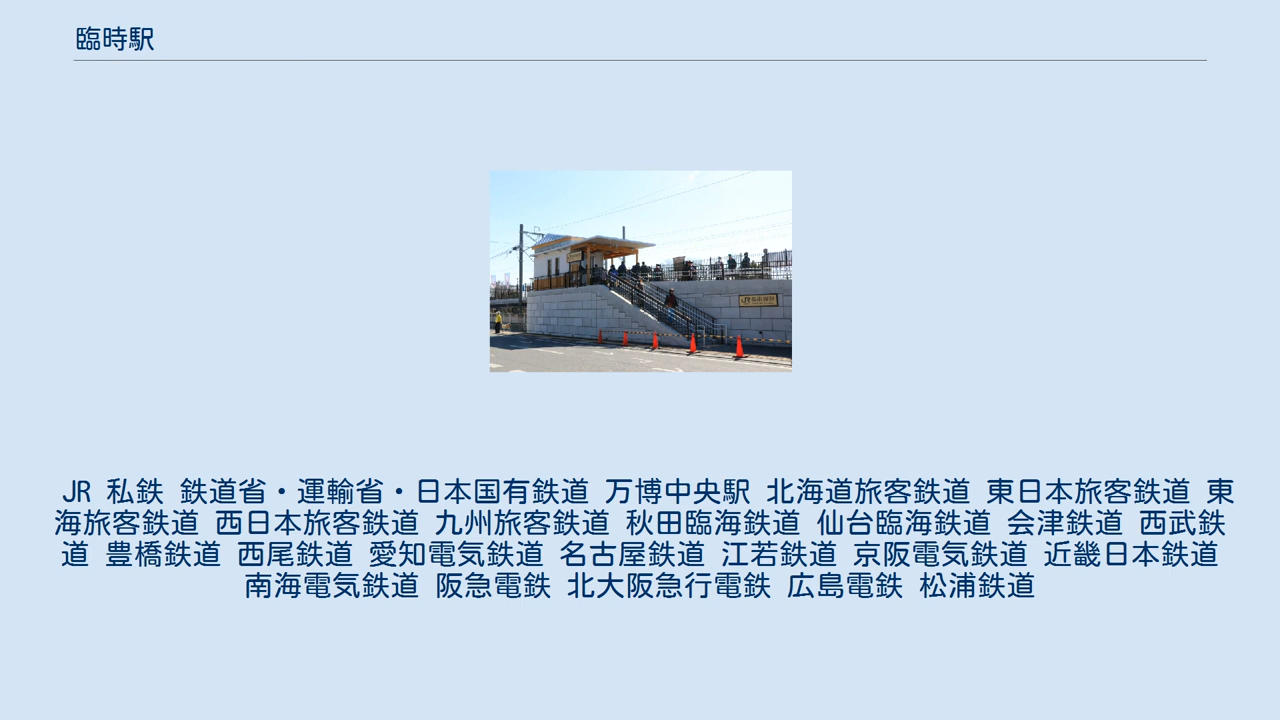 臨時駅
JR 私鉄 鉄道省・運輸省・日本国有鉄道 万博中央駅 北海道旅客鉄道 東日本旅客鉄道 東
海旅客鉄道 西日本旅客鉄道 九州旅客鉄道 秋田臨海鉄道 仙台臨海鉄道 会津鉄道 西武鉄
道 豊橋鉄道 西尾鉄道 愛知電気鉄道 名古屋鉄道 江若鉄道 京阪電気鉄道 近畿日本鉄道
南海電気鉄道 阪急電鉄 北大阪急行電鉄 広島電鉄 松浦鉄道